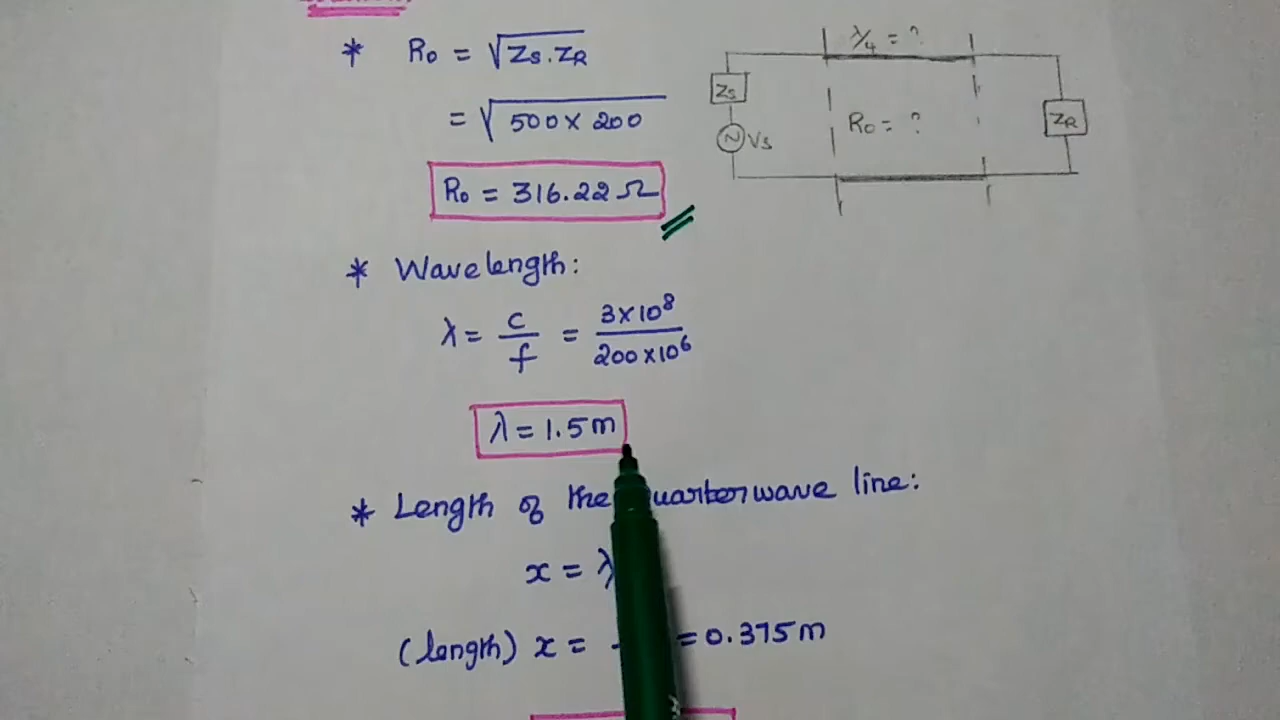 * R₀ = √Zs.ZR
= √500 × 200
R₀ = 316.22 Ω
λ/4 = ?
Zs
Vs
R₀ = ?
ZR
* Wavelength:
λ = c/f = 3×10⁸/200×10⁶
λ = 1.5m
* Length of the uarterwave line:
x = λ
(length) x = = 0.375m